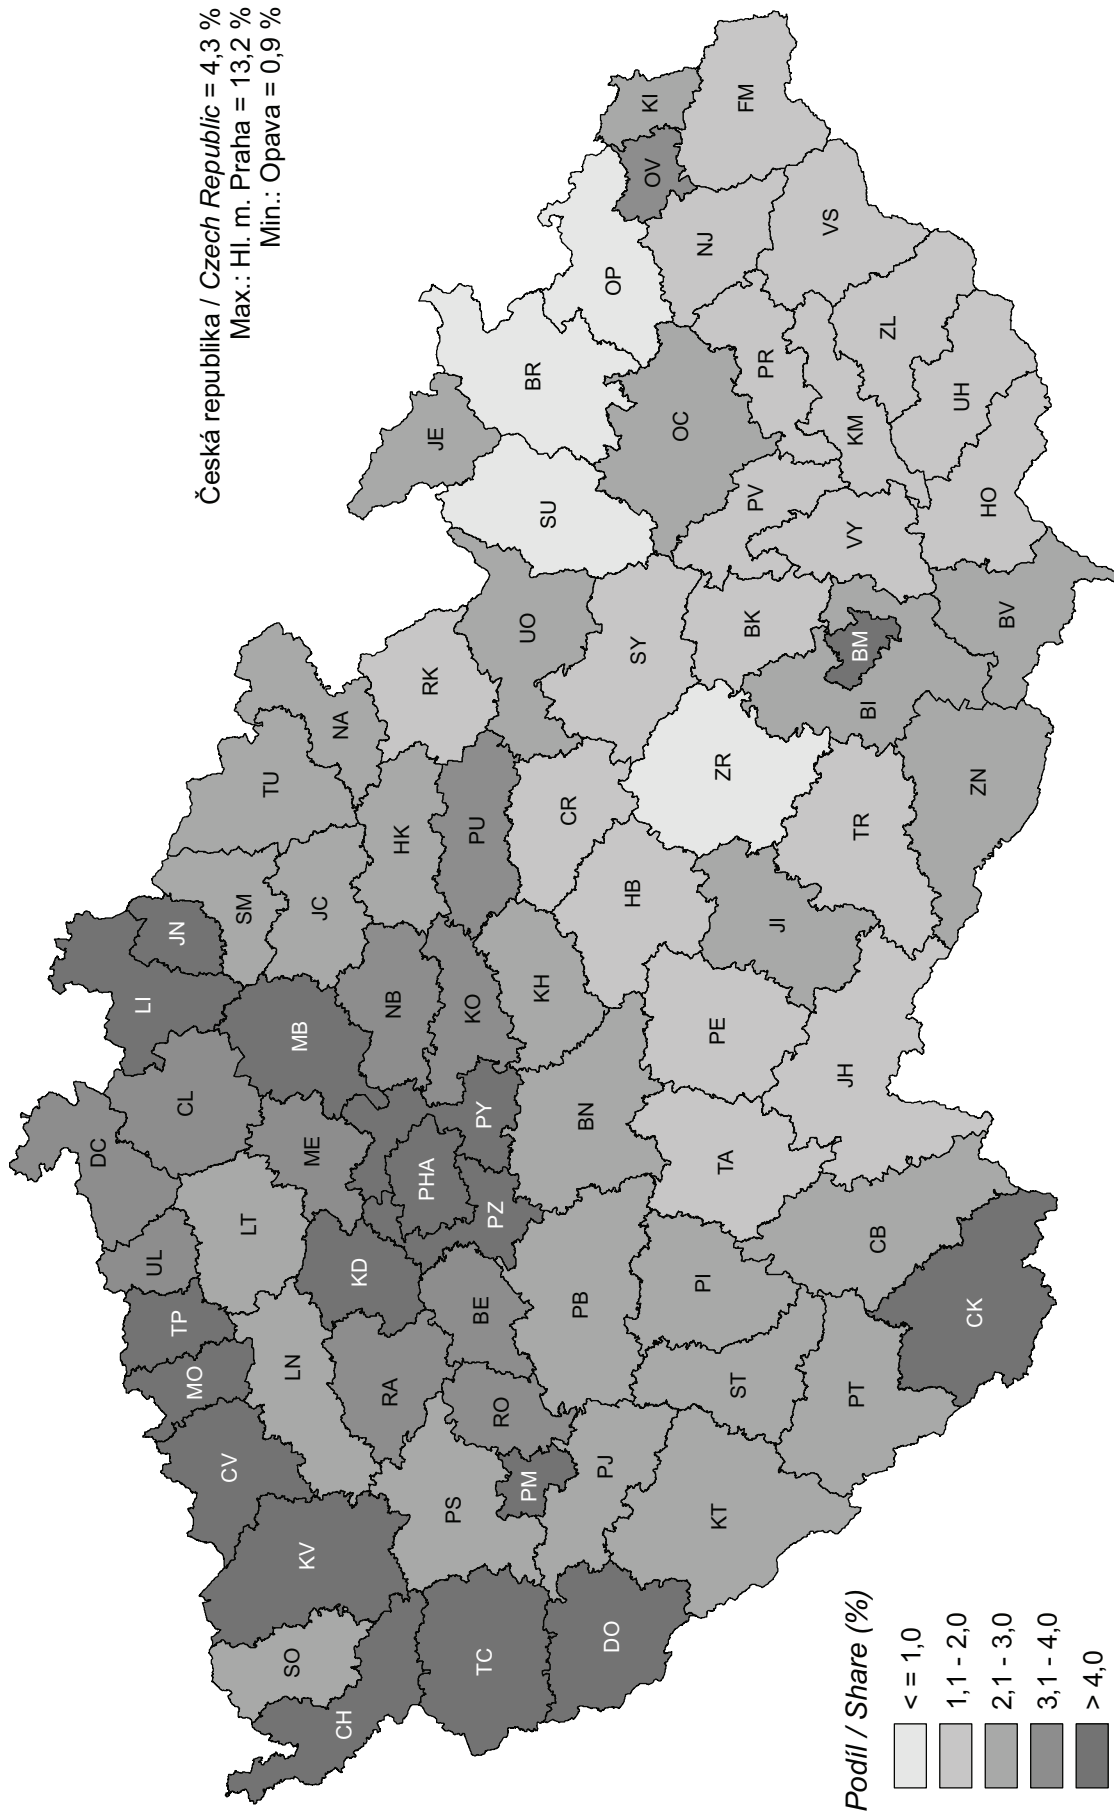 Česká republika / Czech Republic = 4,3 %
Max.: Hl. m. Praha = 13,2 %
Min.: Opava = 0,9 %
DC
LI
JN
CL
UL
TP
MO
LT
MB
SM
TU
NA
CV
LN
ME
JC
KV
KD
RA
PHA
NB
HK
RK
SO
CH
PS
RO
BE
PZ
PY
KO
PU
UO
SU
JE
BR
OP
OV
KI
TC
PM
KH
CR
SY
DO
PJ
PB
BN
HB
OC
NJ
FM
KT
ST
PI
TA
PE
JI
ZR
BK
PV
PR
VS
PT
CB
JH
TR
BI
BM
VY
KM
ZL
CK
ZN
BV
HO
UH
Podíl / Share (%)
< = 1,0
1,1 - 2,0
2,1 - 3,0
3,1 - 4,0
> 4,0